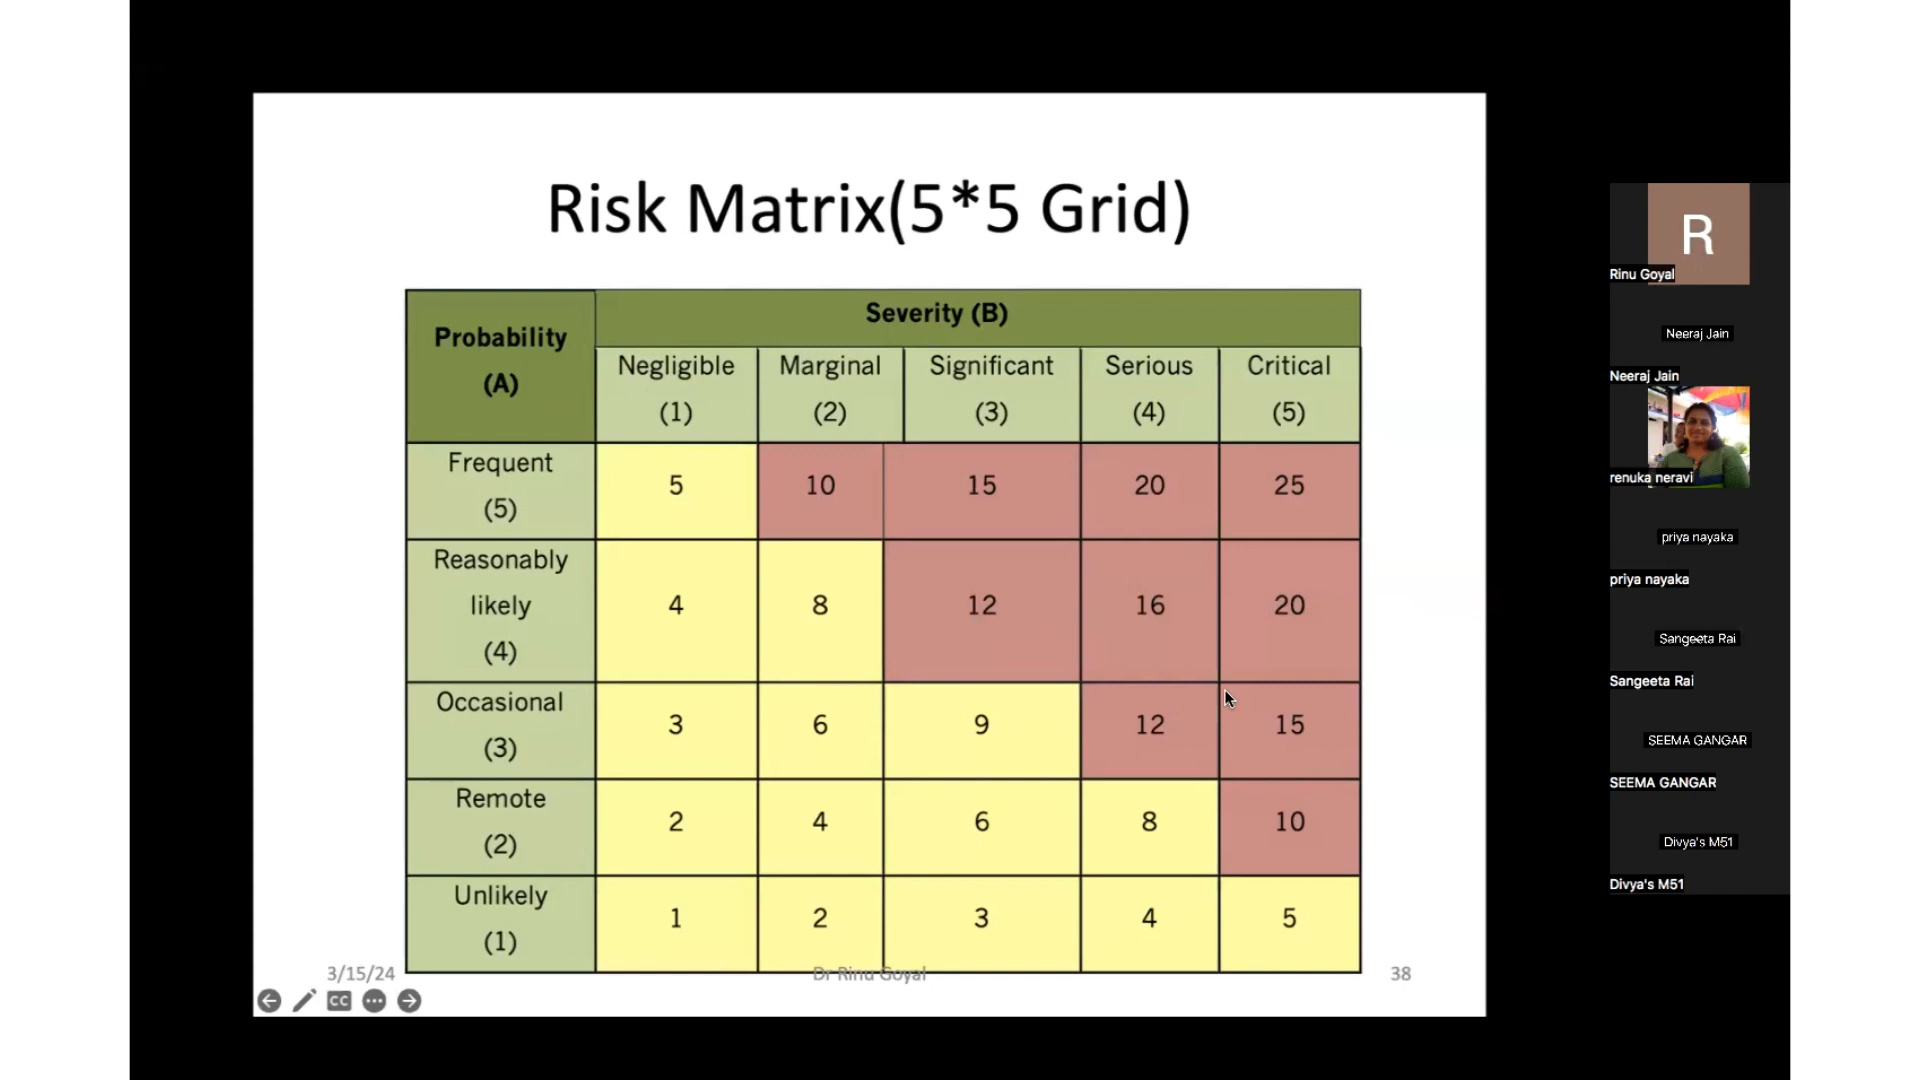 Risk Matrix(5*5 Grid)
Probability
(A)
Severity (B)
Negligible
(1)
Marginal
(2)
Significant
(3)
Serious
(4)
Critical
(5)
Frequent
(5)
5
10
15
20
25
Reasonably
likely
(4)
4
8
12
16
20
Occasional
(3)
3
6
9
12
15
Remote
(2)
2
4
6
8
10
Unlikely
(1)
1
2
3
4
5
3/15/24
Dr Rinu Goyal
38
CC
R
Rinu Goyal
Neeraj Jain
Neeraj Jain
renuka neravi
priya nayaka
priya nayaka
Sangeeta Rai
Sangeeta Rai
SEEMA GANGAR
SEEMA GANGAR
Divya's M51
Divya's M51